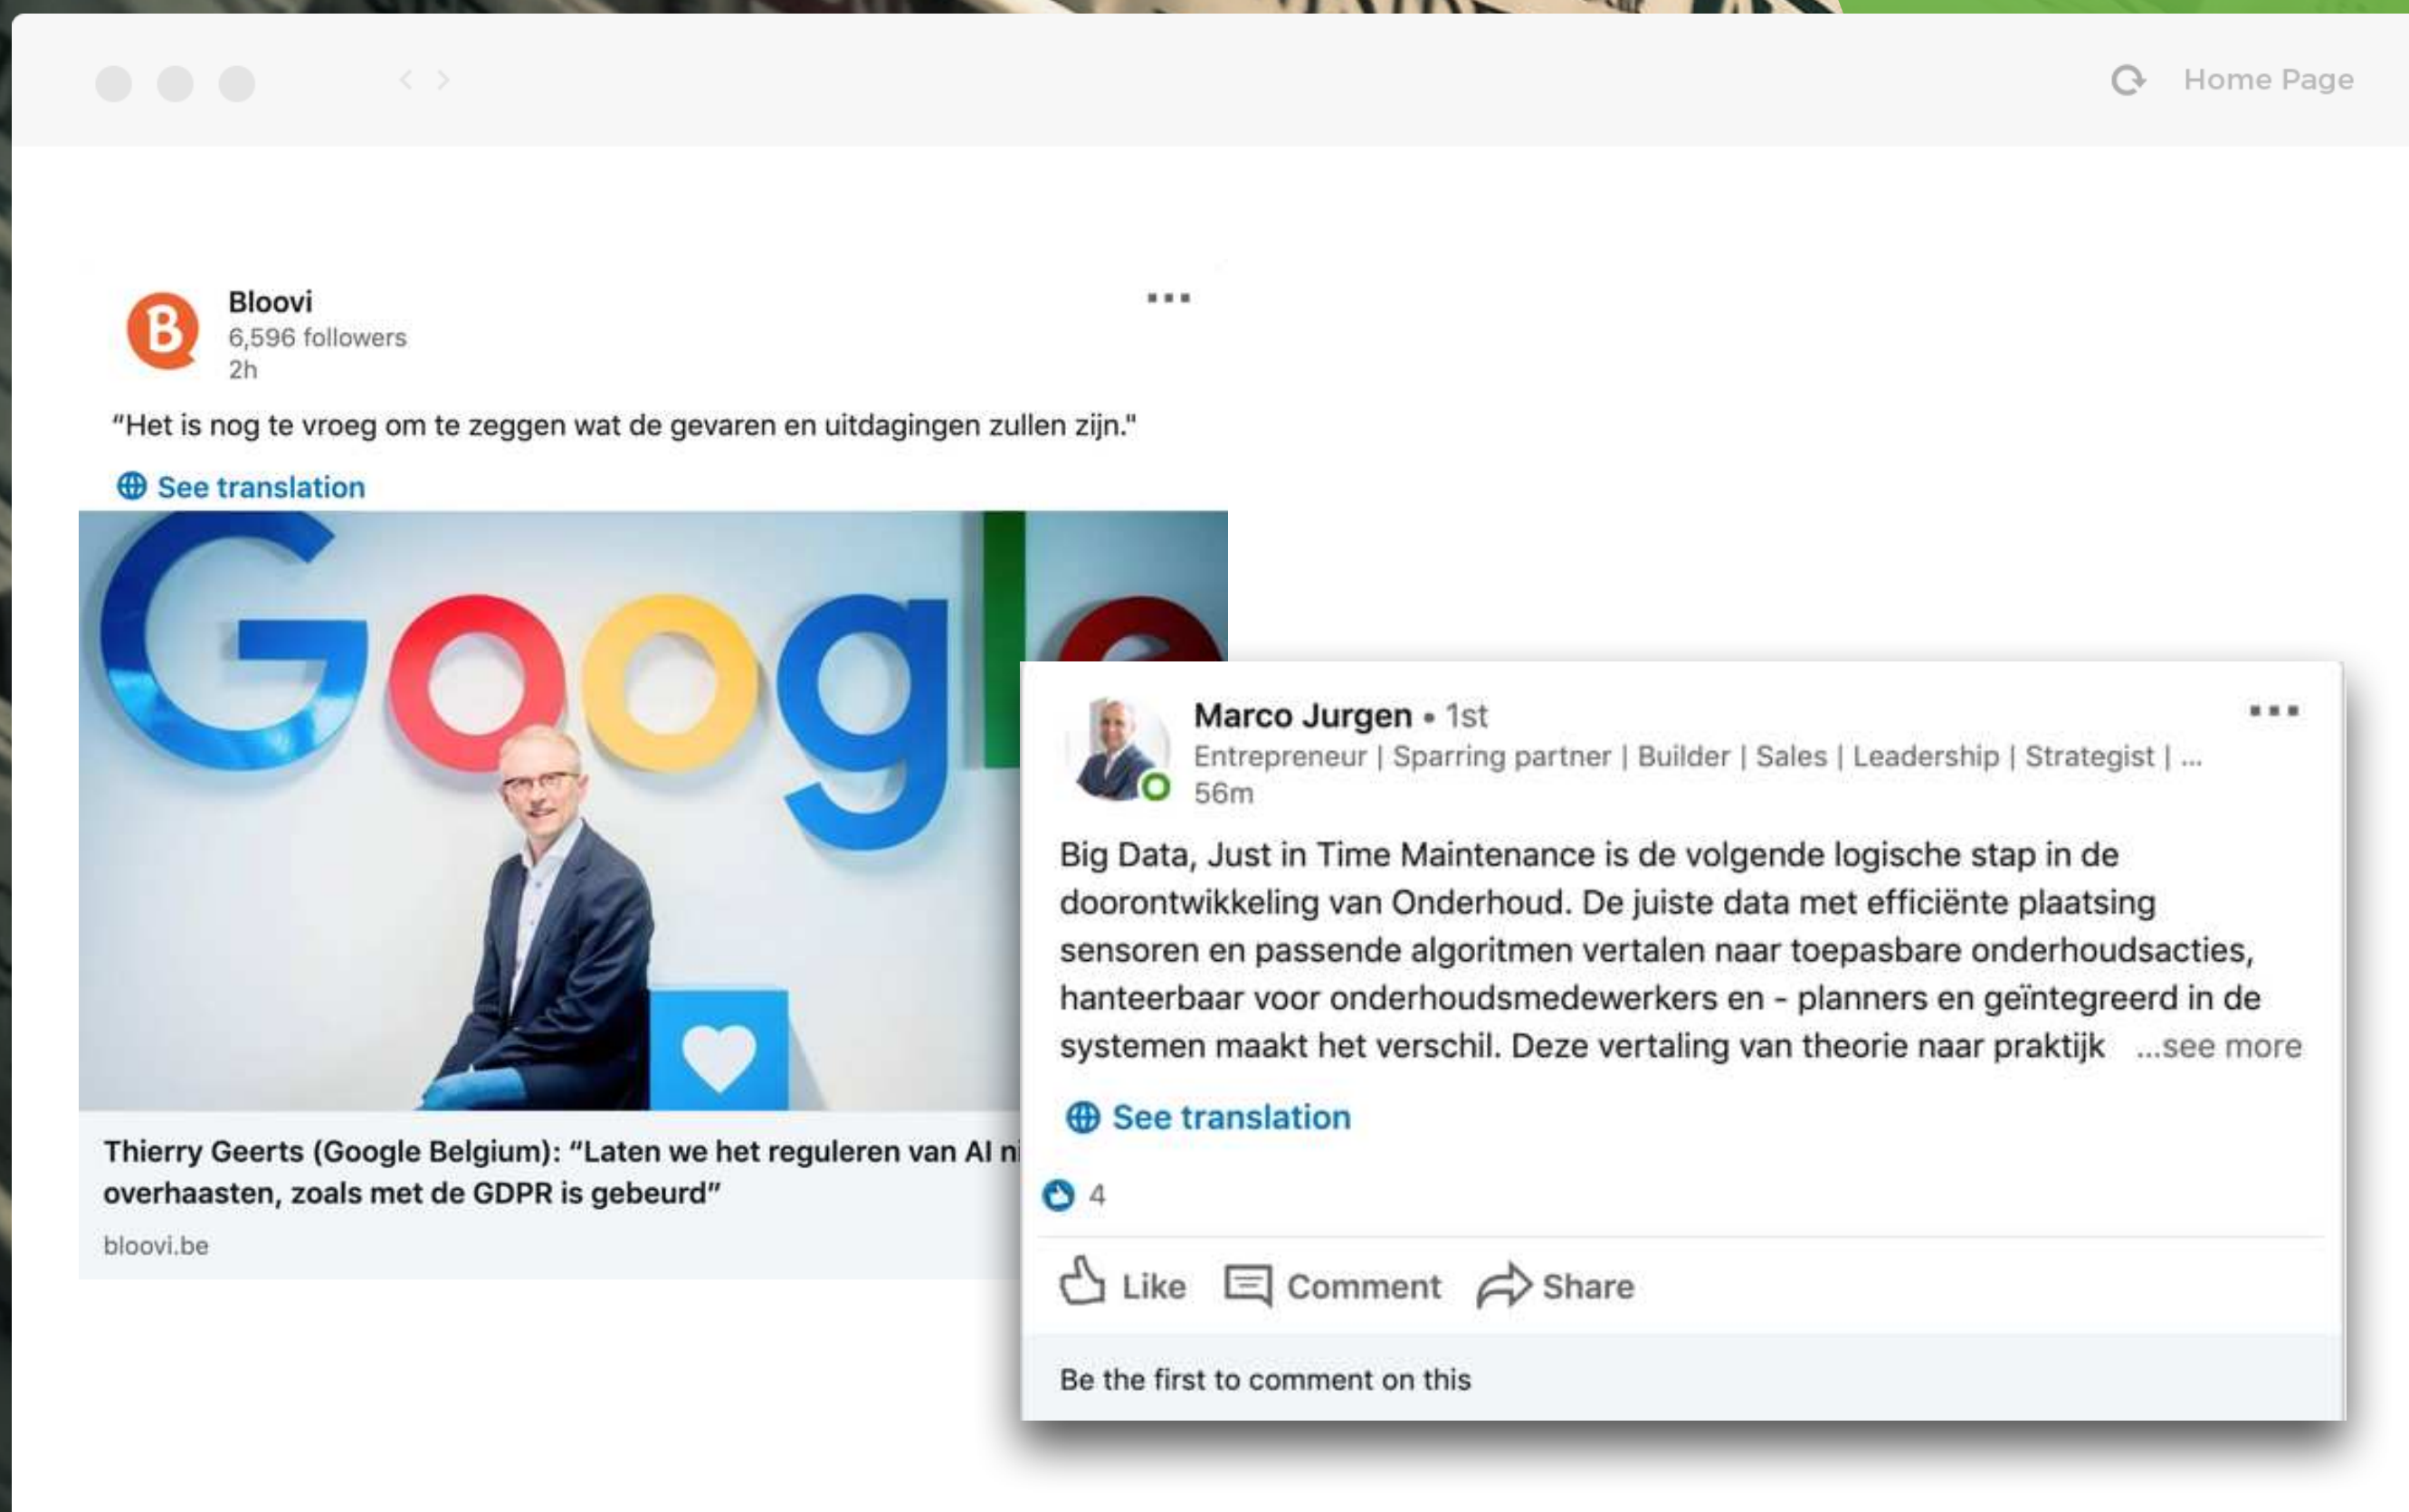 Home Page
B
Bloovi
6,596 followers
2h
“Het is nog te vroeg om te zeggen wat de gevaren en uitdagingen zullen zijn."
See translation
Google
Thierry Geerts (Google Belgium): “Laten we het reguleren van AI
overhaasten, zoals met de GDPR is gebeurd”
bloovi.be
Marco Jurgen • 1st
Entrepreneur | Sparring partner | Builder | Sales | Leadership | Strategist | ...
56m
Big Data, Just in Time Maintenance is de volgende logische stap in de
doorontwikkeling van Onderhoud. De juiste data met efficiënte plaatsing
sensoren en passende algoritmen vertalen naar toepasbare onderhoudsacties,
hanteerbaar voor onderhoudsmedewerkers en - planners en geïntegreerd in de
systemen maakt het verschil. Deze vertaling van theorie naar praktijk ...see more
See translation
4
Like Comment Share
Be the first to comment on this